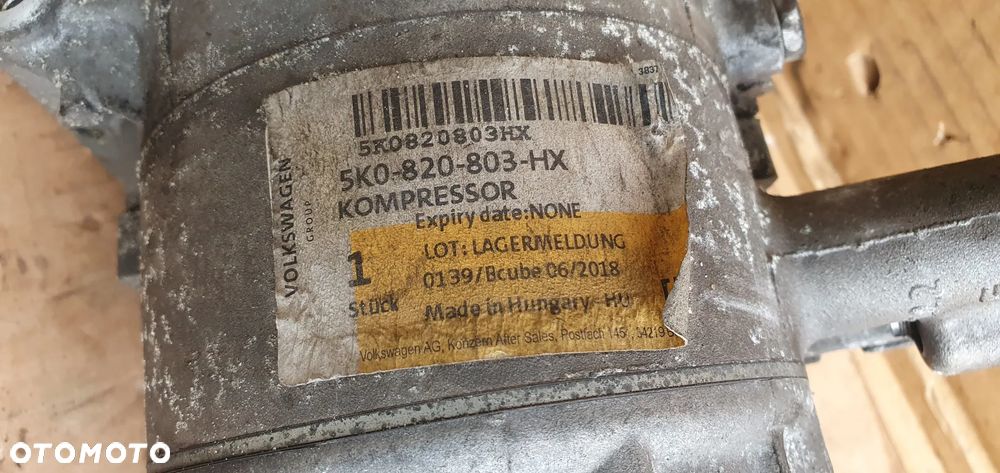 3837
5K0820803HX
5K0-820-803-HX
KOMPRESSOR
Expiry date:NONE
VOLKSWAGEN
GROUP
1
Stück
LOT: LAGERMELDUNG
0139/Bcube 06/2018
Made in Hungary - HU
Volkswagen AG, Konzern After Sales, Postfach 145
OTOMOTO